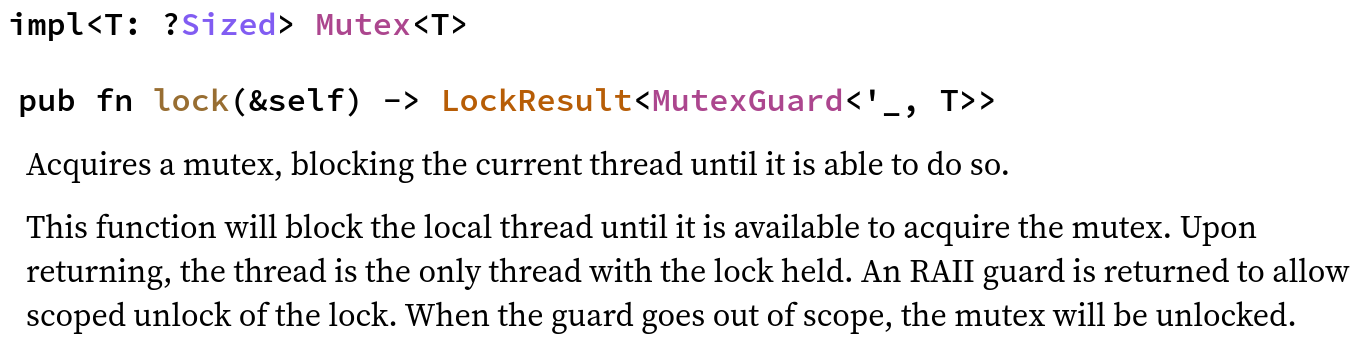 impl<T: ?Sized> Mutex<T>
pub fn lock(&self) -> LockResult<MutexGuard<'_, T>>
Acquires a mutex, blocking the current thread until it is able to do so.
This function will block the local thread until it is available to acquire the mutex. Upon
returning, the thread is the only thread with the lock held. An RAII guard is returned to allow
scoped unlock of the lock. When the guard goes out of scope, the mutex will be unlocked.